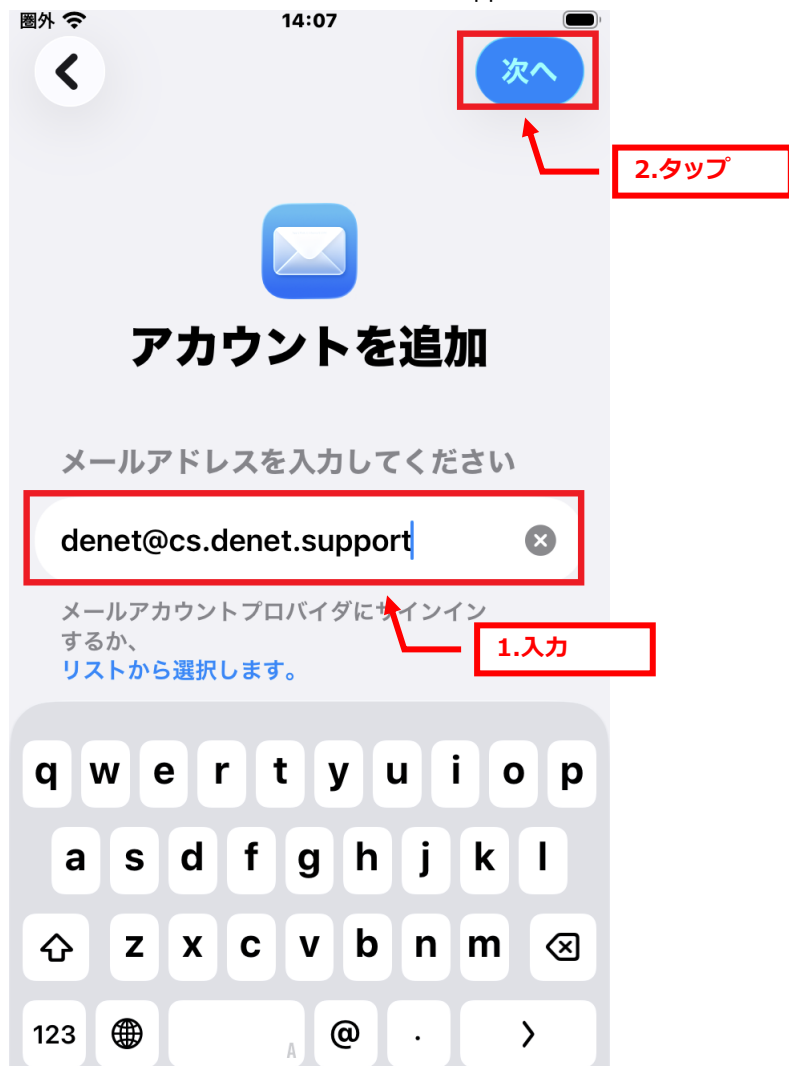 圏外 14:07
次へ
2.タップ
アカウントを追加
メールアドレスを入力してください
denet@cs.denet.support
メールアカウントプロバイダにサインイン
するか、
リストから選択します。
1.入力
q w e r t y u i o p
a s d f g h j k l
z x c v b n m
123 A @ .